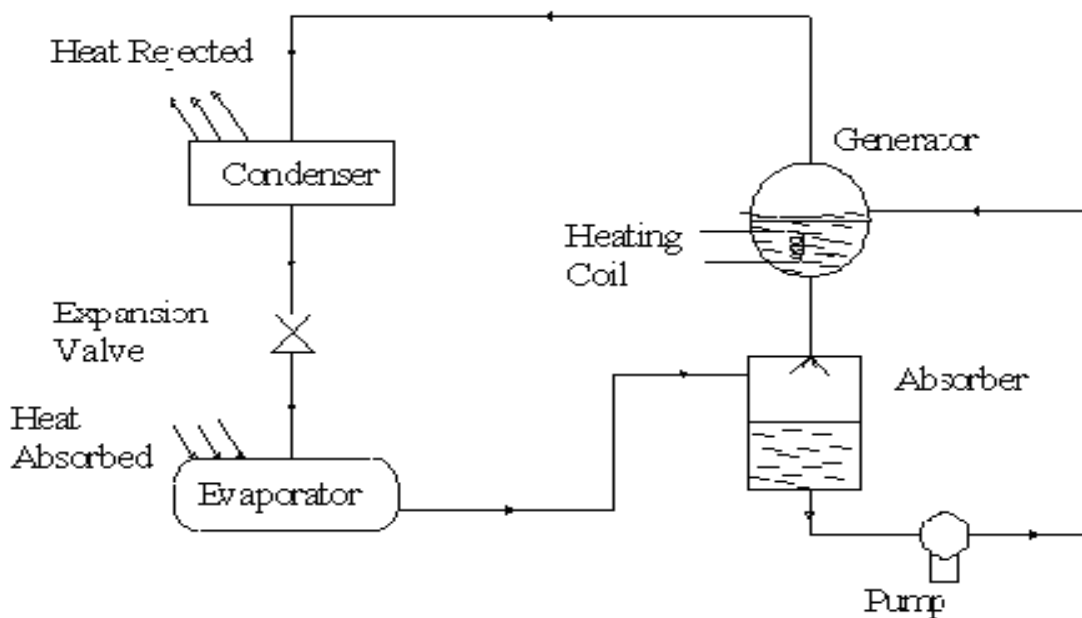 Heat Rejected
Condenser
Generator
Heating
Coil
Expansion
Valve
Absorber
Heat
Absorbed
Evaporator
Pump